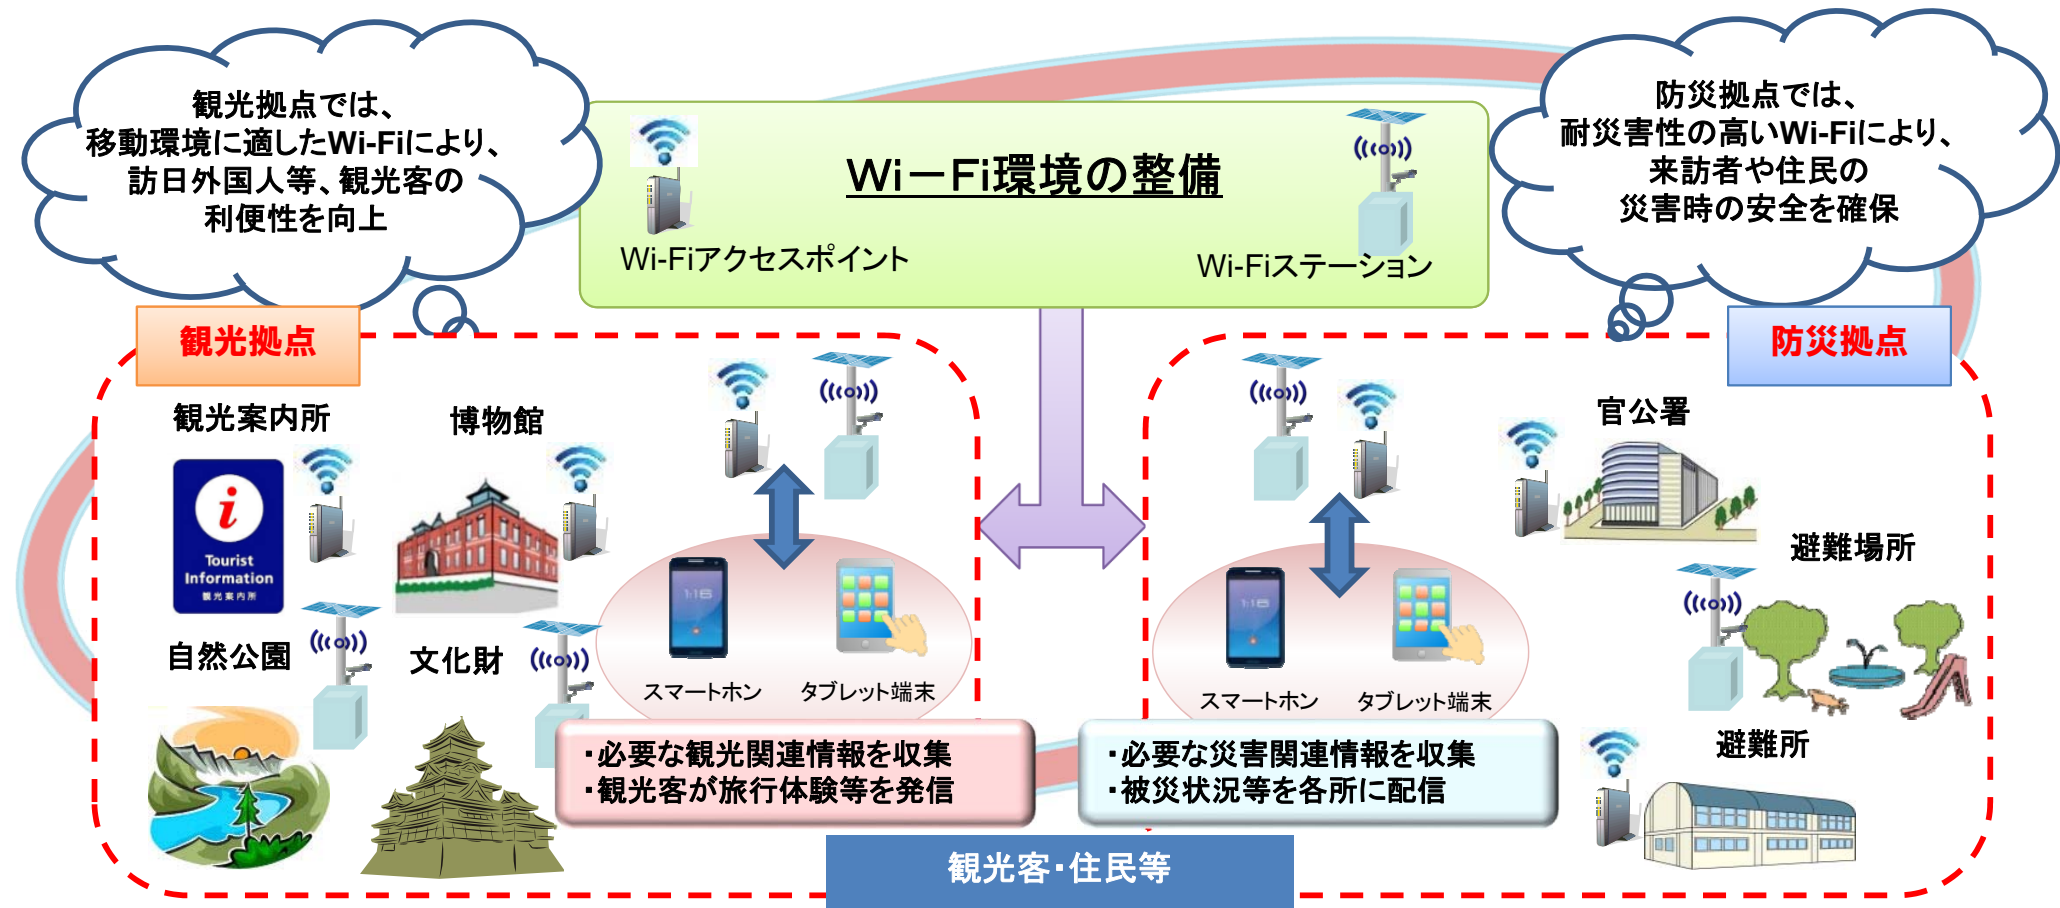 観光拠点では、
移動環境に適したWi-Fiにより、
訪日外国人等、観光客の
利便性を向上
防災拠点では、
耐災害性の高いWi-Fiにより、
来訪者や住民の
災害時の安全を確保
Wi－Fi環境の整備
Wi-Fiアクセスポイント
Wi-Fiステーション
観光拠点
観光案内所
博物館
i
Tourist
Information
観光案内所
自然公園
文化財
1:16
スマートホン
タブレット端末
・必要な観光関連情報を収集
・観光客が旅行体験等を発信
防災拠点
官公署
避難場所
避難所
1:16
スマートホン
タブレット端末
・必要な災害関連情報を収集
・被災状況等を各所に配信
観光客・住民等